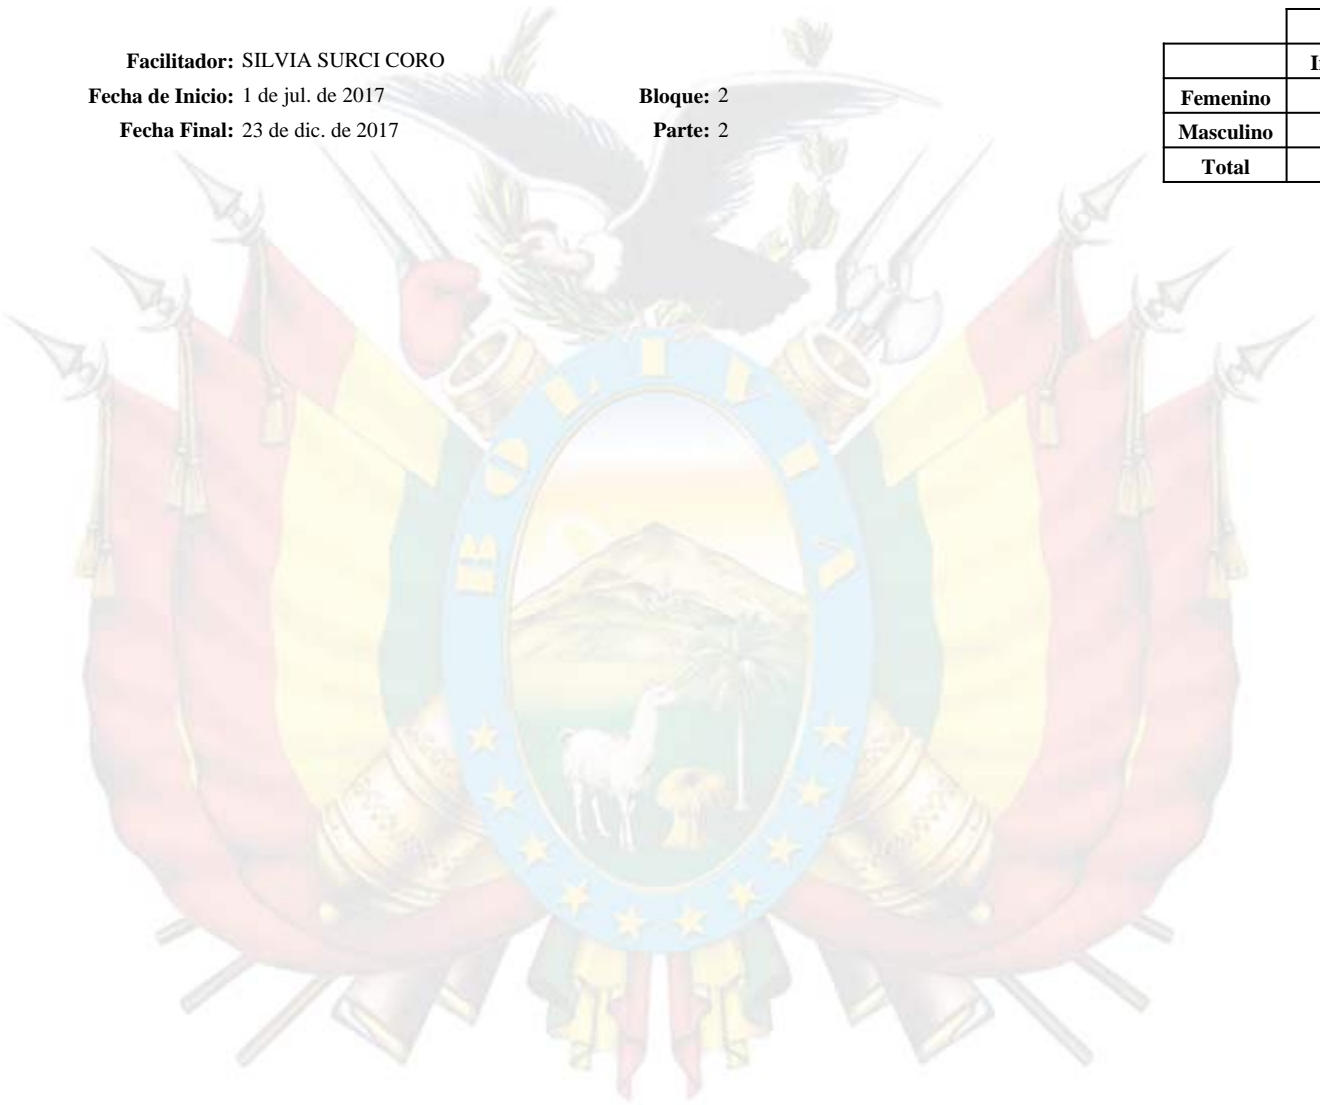 Facilitador: SILVIA SURCI CORO
Fecha de Inicio: 1 de jul. de 2017 Bloque: 2
Fecha Final: 23 de dic. de 2017 Parte: 2
Femenino
Masculino
Total
BOLIVIA